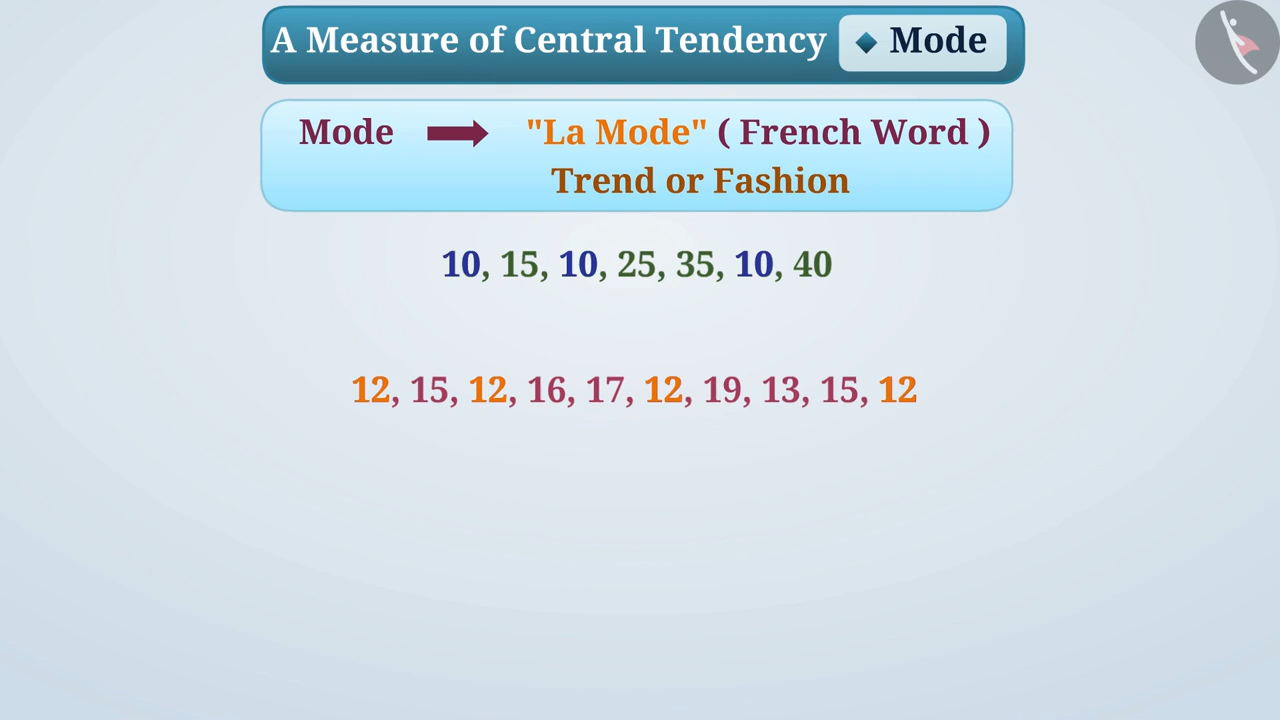 A Measure of Central Tendency ◆ Mode
Mode ➡ "La Mode" ( French Word )
Trend or Fashion
10, 15, 10, 25, 35, 10, 40
12, 15, 12, 16, 17, 12, 19, 13, 15, 12